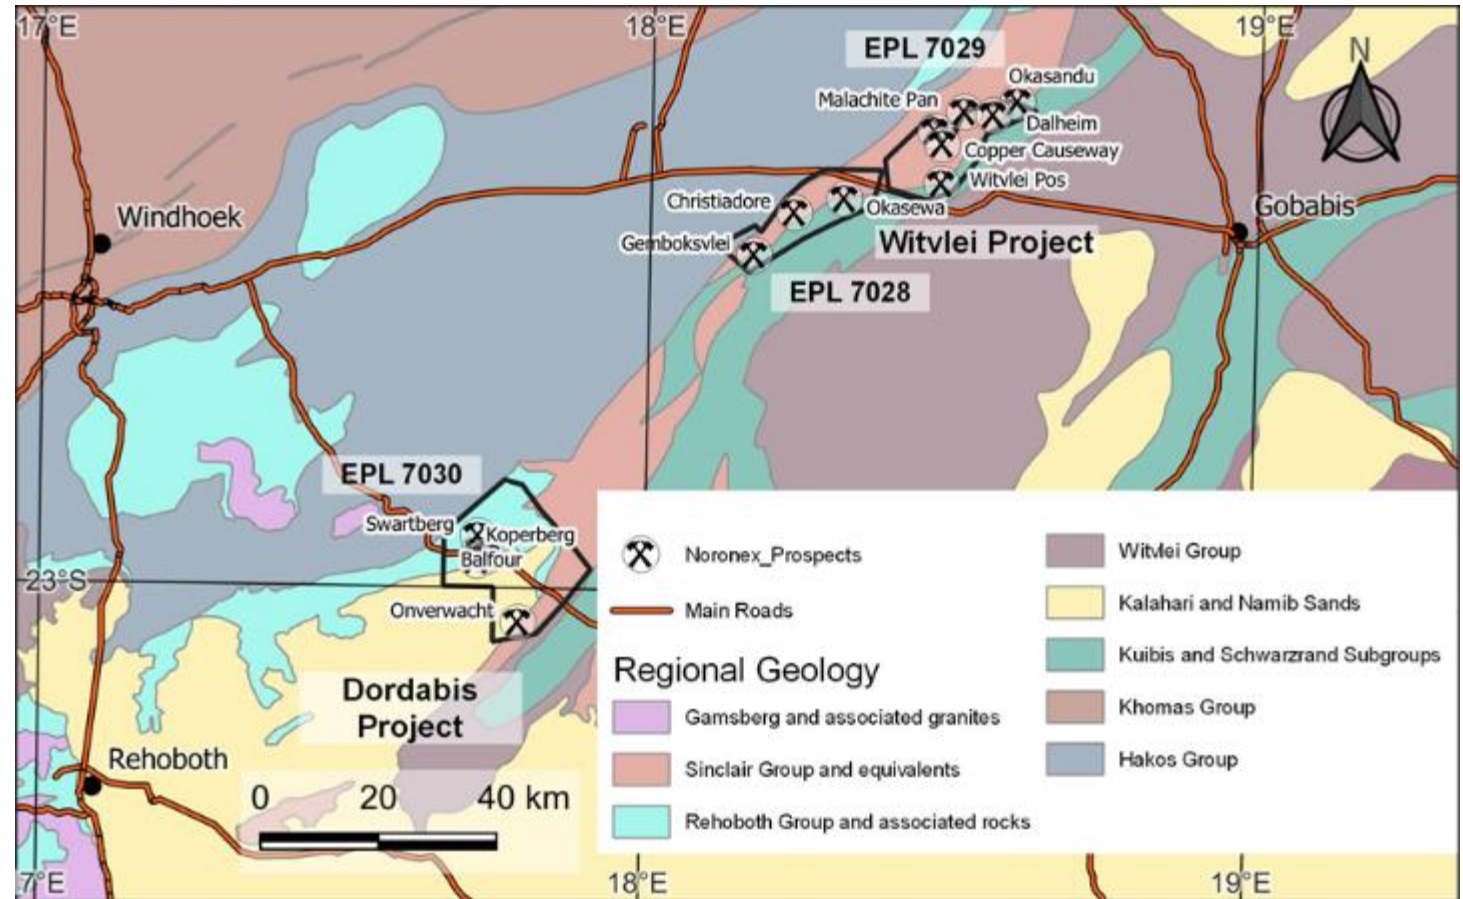 17°E
18°E
19°E
EPL 7029
N
Okasandu
Malachite Pan
Dalheim
Copper Causeway
Witvlei Pos
Christiadore
Okasewa
Windhoek
Gobabis
Gemboksvlei
Witvlei Project
EPL 7028
EPL 7030
Swartberg
Koperberg
Balfour
23°S
Onverwacht
Dordabis
Project
Rehoboth
0 20 40 km
Noronex_Prospects
Main Roads
Regional Geology
Gamsberg and associated granites
Sinclair Group and equivalents
Rehoboth Group and associated rocks
Witvlei Group
Kalahari and Namib Sands
Kuibis and Schwarzrand Subgroups
Khomas Group
Hakos Group
7°E
18°E
19°E